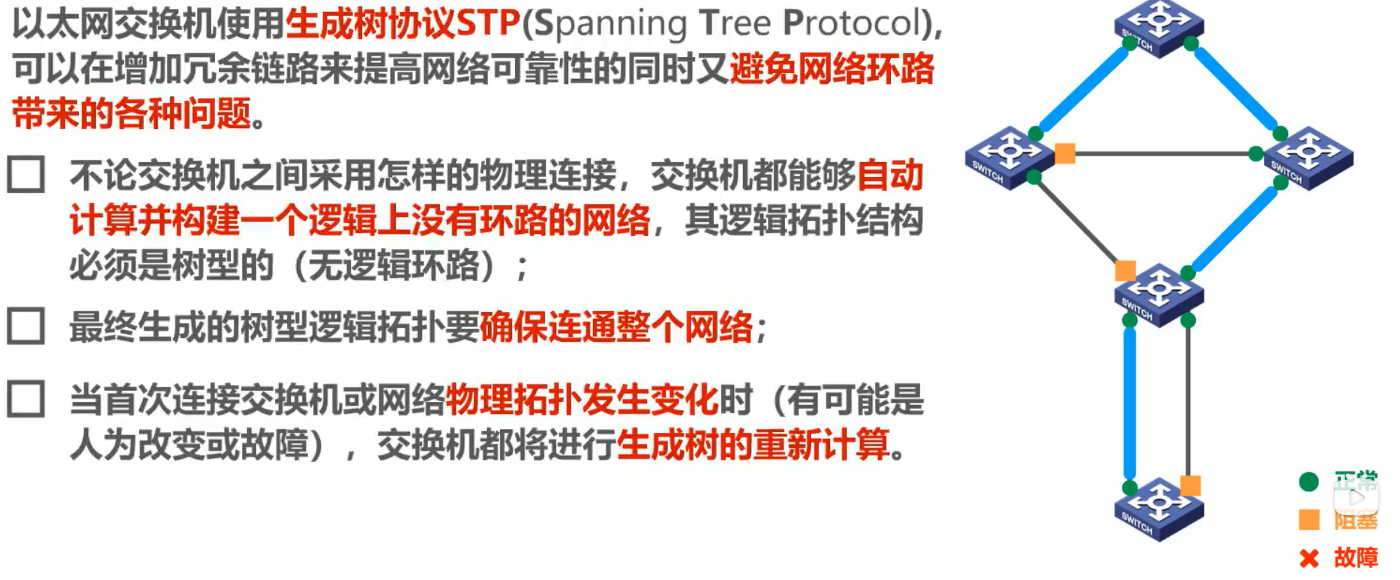 以太网交换机使用生成树协议STP(Spanning Tree Protocol),
可以在增加冗余链路来提高网络可靠性的同时又避免网络环路
带来的各种问题。
不论交换机之间采用怎样的物理连接，交换机都能够自动
计算并构建一个逻辑上没有环路的网络，其逻辑拓扑结构
必须是树型的（无逻辑环路）;
最终生成的树型逻辑拓扑要确保连通整个网络;
当首次连接交换机或网络物理拓扑发生变化时（有可能是
人为改变或故障），交换机都将进行生成树的重新计算。
SWITCH
SWITCH
SWITCH
SWITCH
SWITCH
正常
阻塞
故障